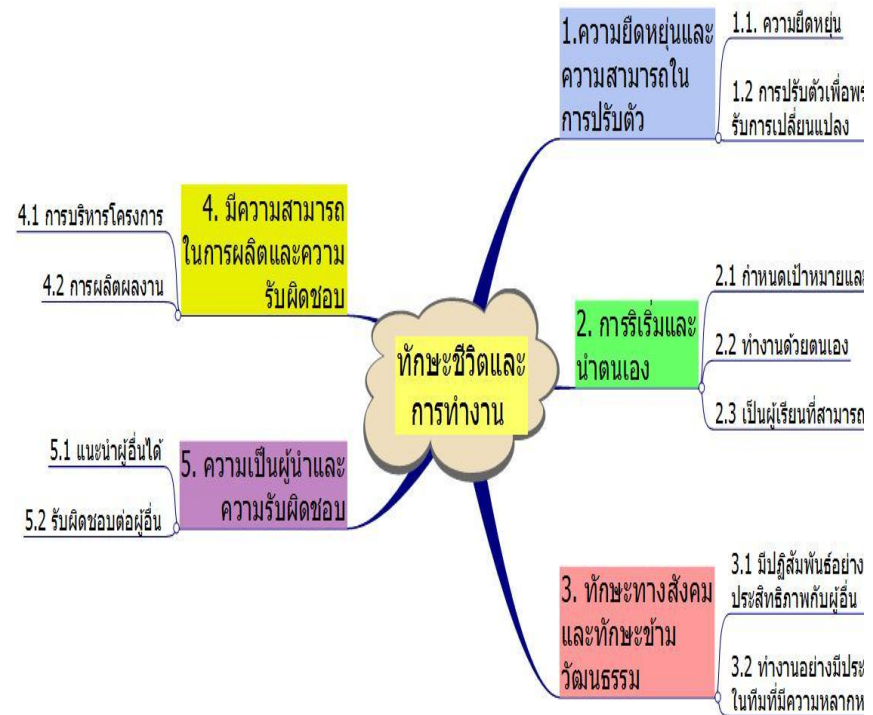 ทักษะชีวิตและ
การทำงาน
1.ความยืดหยุ่นและ
ความสามารถใน
การปรับตัว
1.1. ความยืดหยุ่น
1.2 การปรับตัวเพื่อพร
รับการเปลี่ยนแปลง
2. การริเริ่มและ
นำตนเอง
2.1 กำหนดเป้าหมายและ
2.2 ทำงานด้วยตนเอง
2.3 เป็นผู้เรียนที่สามารถ
3. ทักษะทางสังคม
และทักษะข้าม
วัฒนธรรม
3.1 มีปฏิสัมพันธ์อย่าง
ประสิทธิภาพกับผู้อื่น
3.2 ทำงานอย่างมีประ
ในทีมที่มีความหลากห
4. มีความสามารถ
ในการผลิตและความ
รับผิดชอบ
4.1 การบริหารโครงการ
4.2 การผลิตผลงาน
5. ความเป็นผู้นำและ
ความรับผิดชอบ
5.1 แนะนำผู้อื่นได้
5.2 รับผิดชอบต่อผู้อื่น